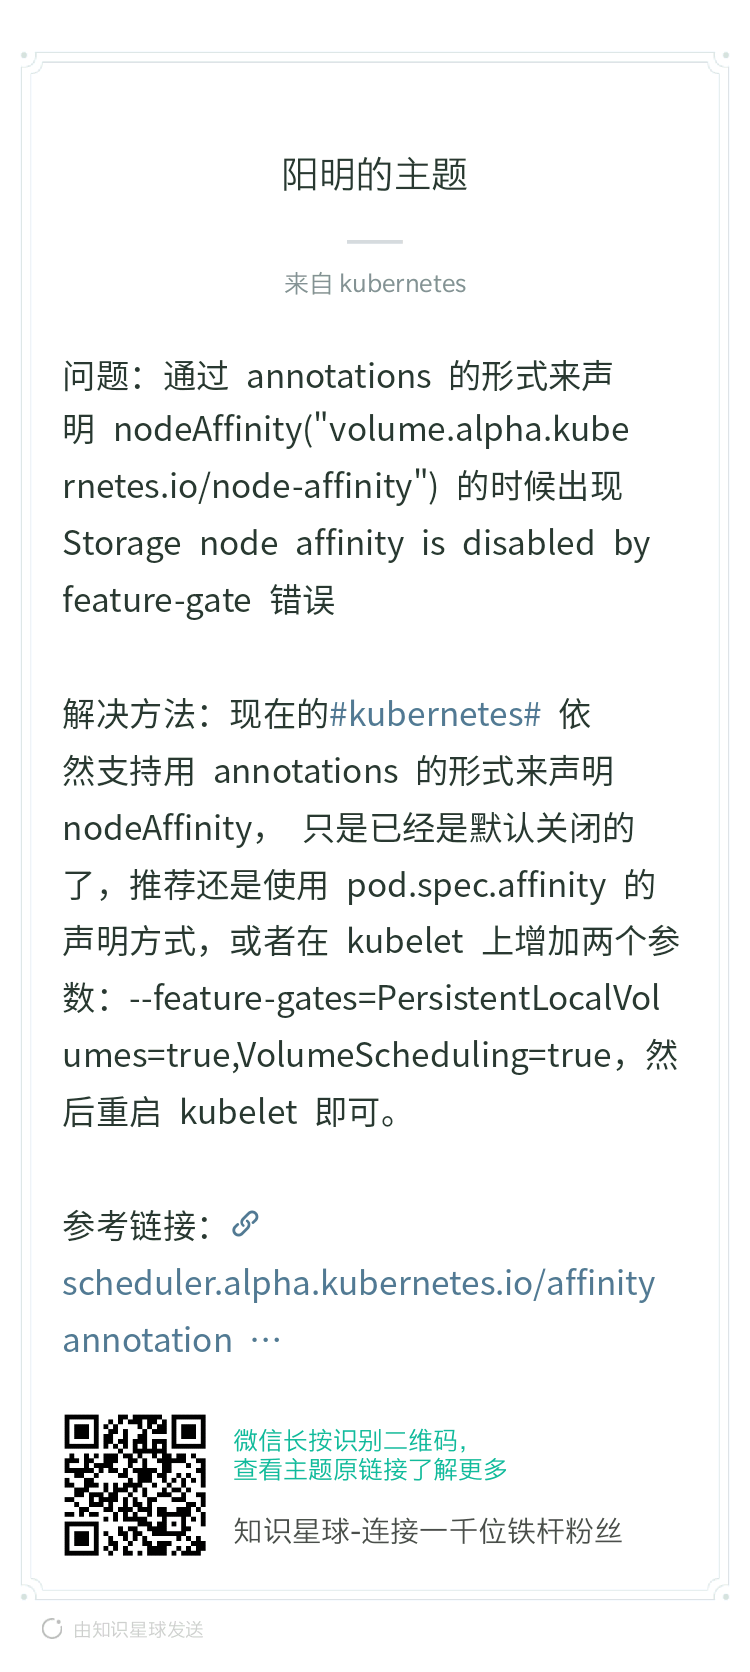 阳明的主题
来自 kubernetes
问题：通过 annotations 的形式来声
明 nodeAffinity("volume.alpha.kube
rnetes.io/node-affinity") 的时候出现
Storage node affinity is disabled by
feature-gate 错误
解决方法：现在的#kubernetes# 依
然支持用 annotations 的形式来声明
nodeAffinity， 只是已经是默认关闭的
了，推荐还是使用 pod.spec.affinity 的
声明方式，或者在 kubelet 上增加两个参
数：--feature-gates=PersistentLocalVol
umes=true,VolumeScheduling=true，然
后重启 kubelet 即可。
参考链接：
scheduler.alpha.kubernetes.io/affinity
annotation …
微信长按识别二维码，
查看主题原链接了解更多
知识星球-连接一千位铁杆粉丝
由知识星球发送